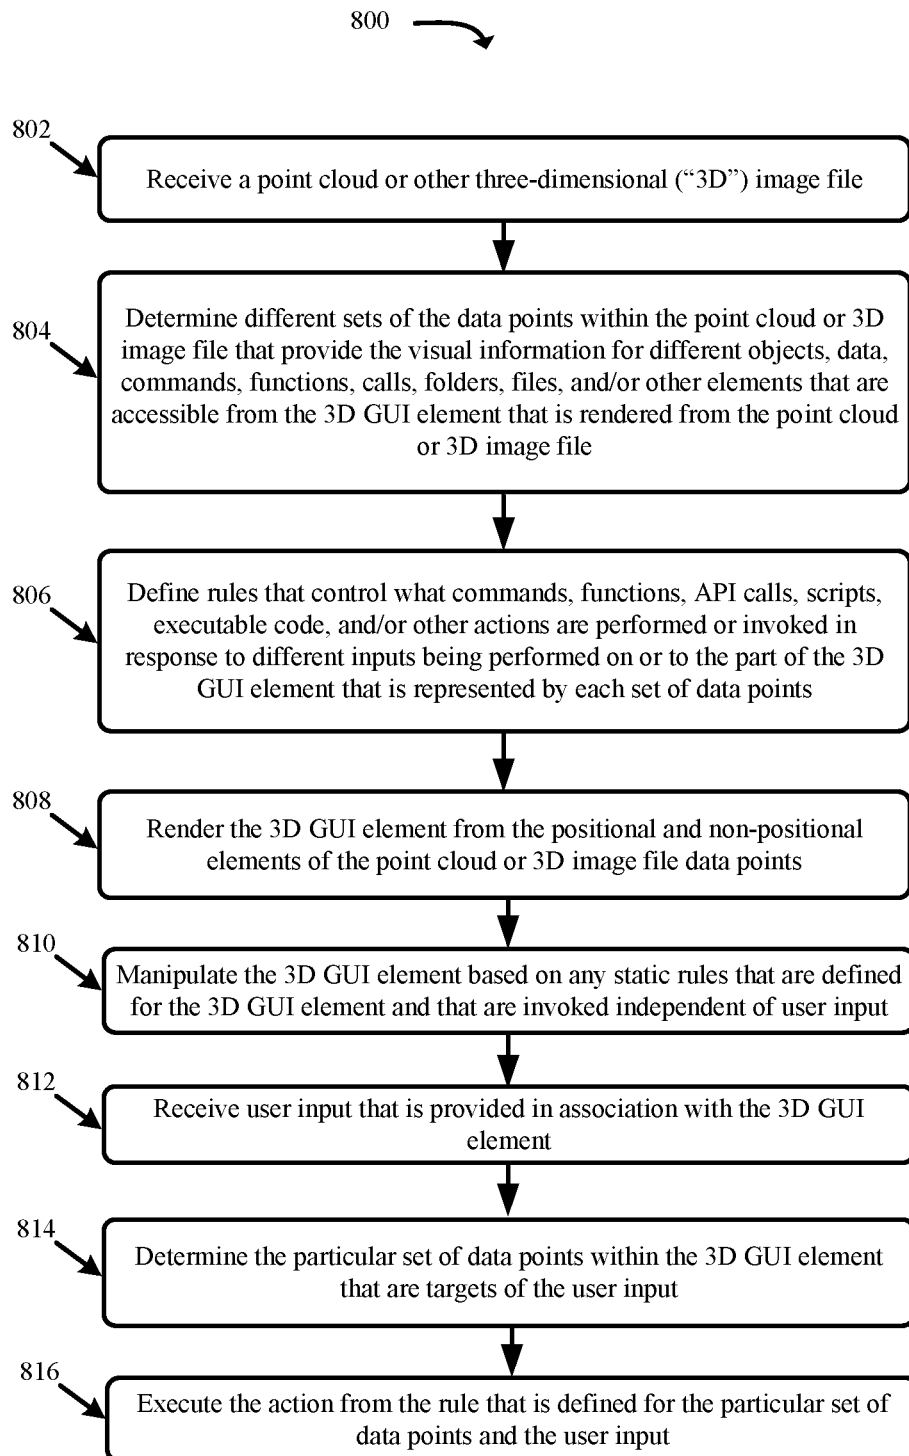 800
802
Receive a point cloud or other three-dimensional (“3D”) image file
804
Determine different sets of the data points within the point cloud or 3D
image file that provide the visual information for different objects, data,
commands, functions, calls, folders, files, and/or other elements that are
accessible from the 3D GUI element that is rendered from the point cloud
or 3D image file
806
Define rules that control what commands, functions, API calls, scripts,
executable code, and/or other actions are performed or invoked in
response to different inputs being performed on or to the part of the 3D
GUI element that is represented by each set of data points
808
Render the 3D GUI element from the positional and non-positional
elements of the point cloud or 3D image file data points
810
Manipulate the 3D GUI element based on any static rules that are defined
for the 3D GUI element and that are invoked independent of user input
812
Receive user input that is provided in association with the 3D GUI
element
814
Determine the particular set of data points within the 3D GUI element
that are targets of the user input
816
Execute the action from the rule that is defined for the particular set of
data points and the user input